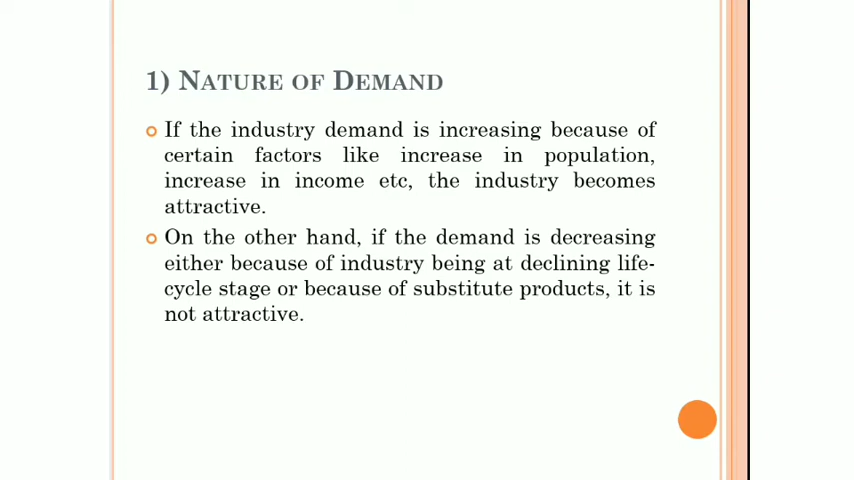 1) NATURE OF DEMAND
If the industry demand is increasing because of
certain factors like increase in population,
increase in income etc, the industry becomes
attractive.
On the other hand, if the demand is decreasing
either because of industry being at declining life-
cycle stage or because of substitute products, it is
not attractive.